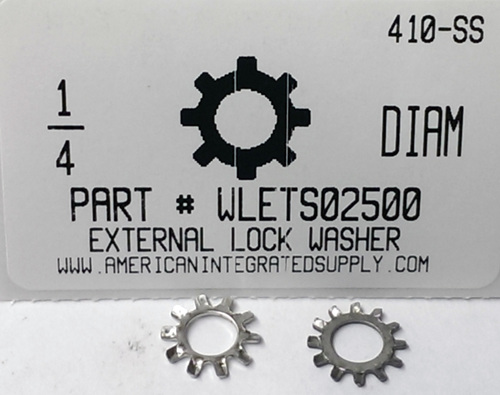 410-SS
1/4 DIAM
PART # WLETS02500
EXTERNAL LOCK WASHER
WWW.AMERICANINTEGRATEDSUPPLY.COM